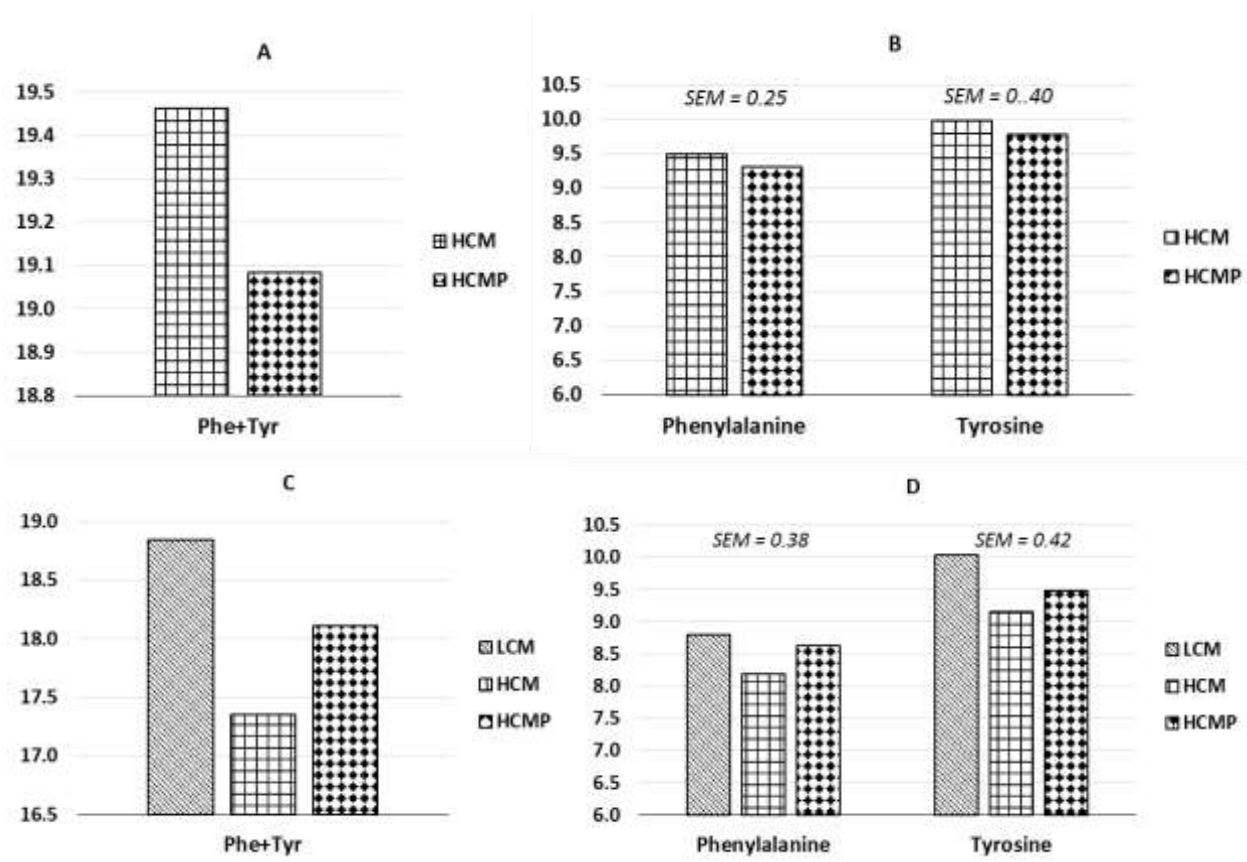 A
19.5
19.4
19.3
19.2
19.1
19.0
18.9
18.8
Phe+Tyr
HCM
HCMP
B
10.5
10.0
9.5
9.0
8.5
8.0
7.5
7.0
6.5
6.0
SEM = 0.25
SEM = 0..40
Phenylalanine
Tyrosine
HCM
HCMP
C
19.0
18.5
18.0
17.5
17.0
16.5
Phe+Tyr
LCM
HCM
HCMP
D
10.5
10.0
9.5
9.0
8.5
8.0
7.5
7.0
6.5
6.0
SEM = 0.38
SEM = 0.42
Phenylalanine
Tyrosine
LCM
HCM
HCMP